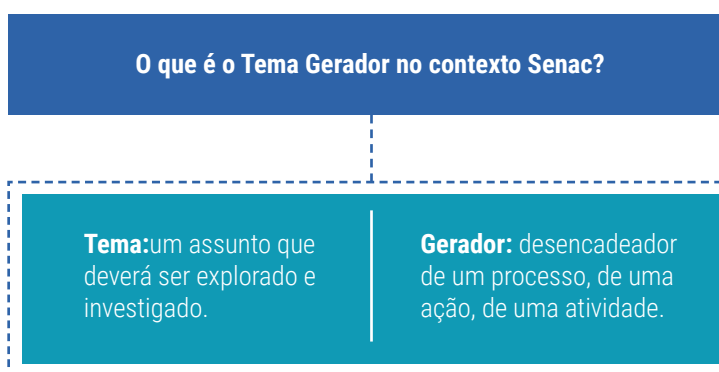 O que é o Tema Gerador no contexto Senac?
Tema:um assunto que
deverá ser explorado e
investigado.
Gerador: desencadeador
de um processo, de uma
ação, de uma atividade.